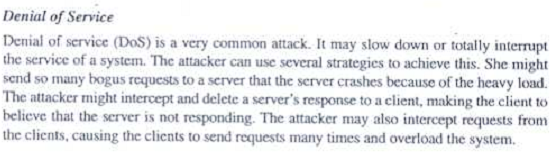 Denial of Service
Denial of service (DoS) is a very common attack. It may slow down or totally interrupt
the service of a system. The attacker can use several strategies to achieve this. She might
send so many bogus requests to a server that the server crashes because of the heavy load.
The attacker might intercept and delete a server's response to a client, making the client to
believe that the server is not responding. The attacker may also intercept requests from
the clients, causing the clients to send requests many times and overload the system.